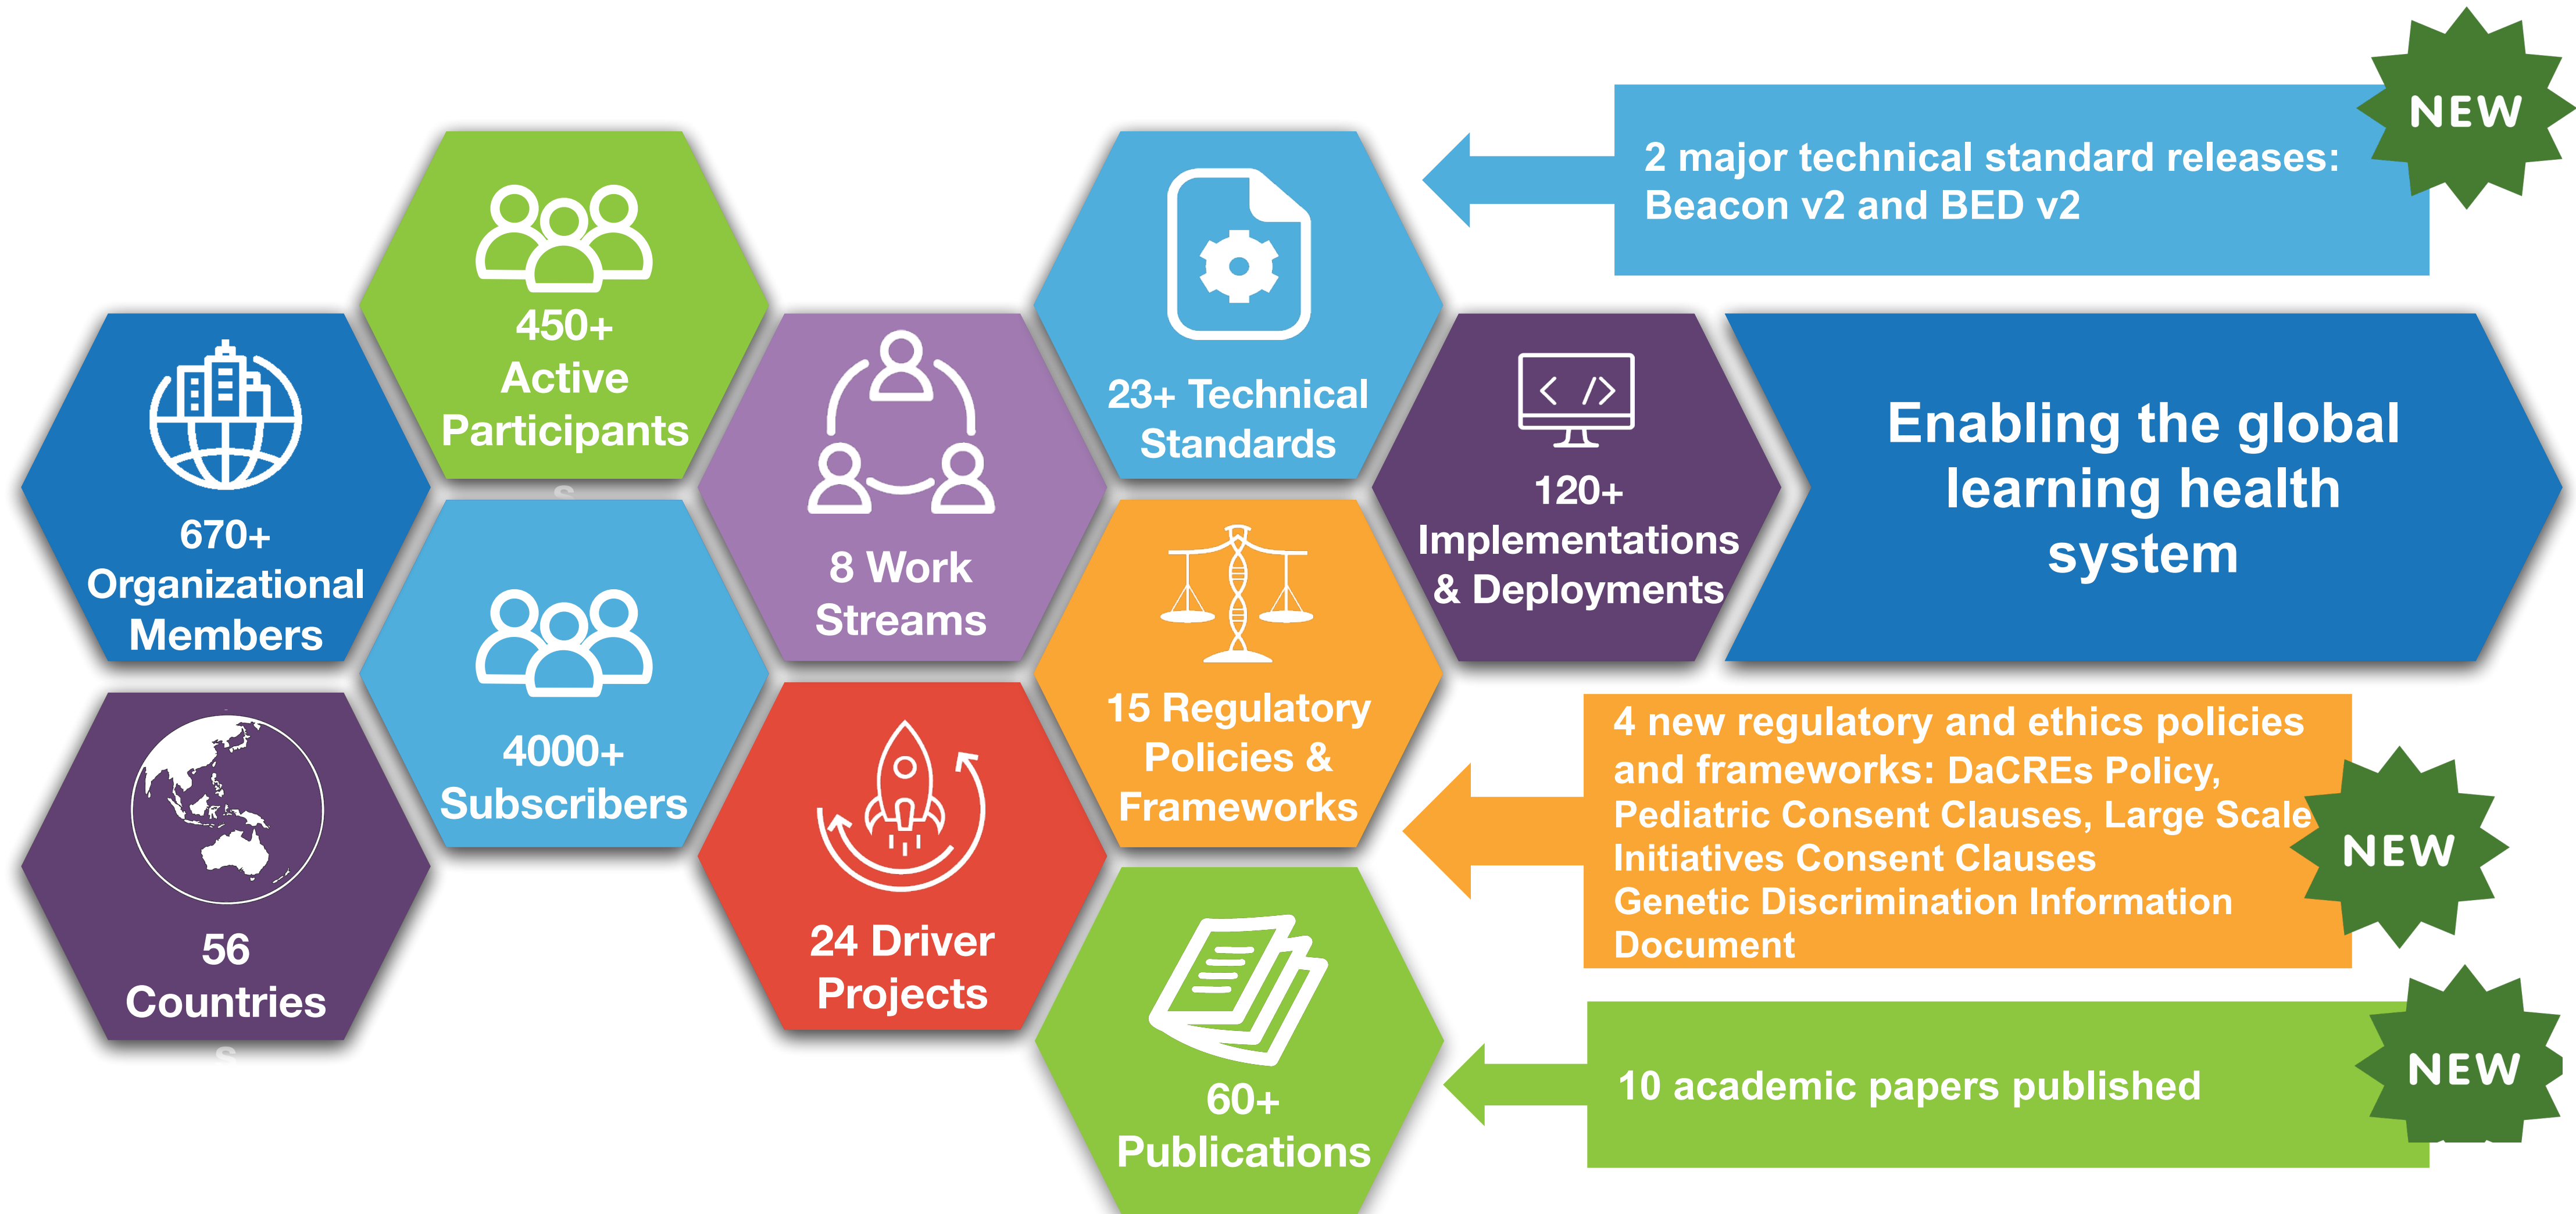 670+
Organizational
Members
56
Countries
s
450+
Active
Participants
s
4000+
Subscribers
8 Work
Streams
24 Driver
Projects
23+ Technical
Standards
15 Regulatory
Policies &
Frameworks
60+
Publications
120+
Implementations
& Deployments
< />
Enabling the global
learning health
system
2 major technical standard releases:
Beacon v2 and BED v2
NEW
4 new regulatory and ethics policies
and frameworks: DaCREs Policy,
Pediatric Consent Clauses, Large Scale
Initiatives Consent Clauses
Genetic Discrimination Information
Document
NEW
10 academic papers published
NEW